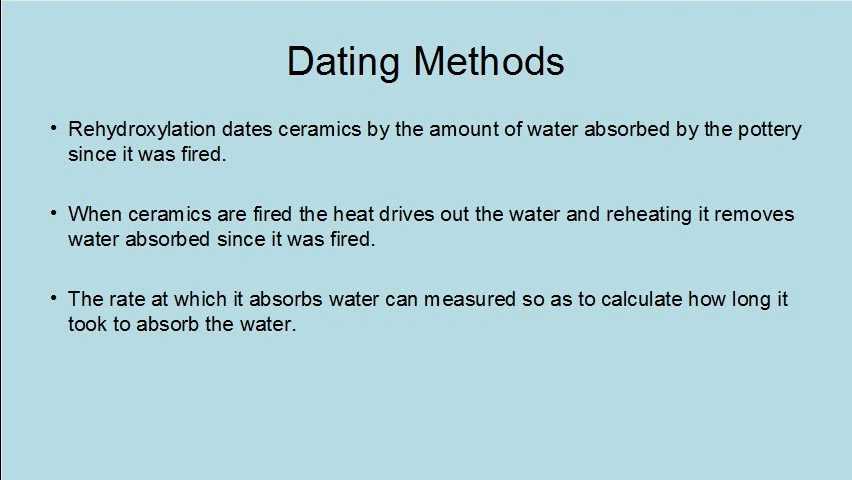 Dating Methods
• Rehydroxylation dates ceramics by the amount of water absorbed by the pottery
since it was fired.
• When ceramics are fired the heat drives out the water and reheating it removes
water absorbed since it was fired.
• The rate at which it absorbs water can measured so as to calculate how long it
took to absorb the water.